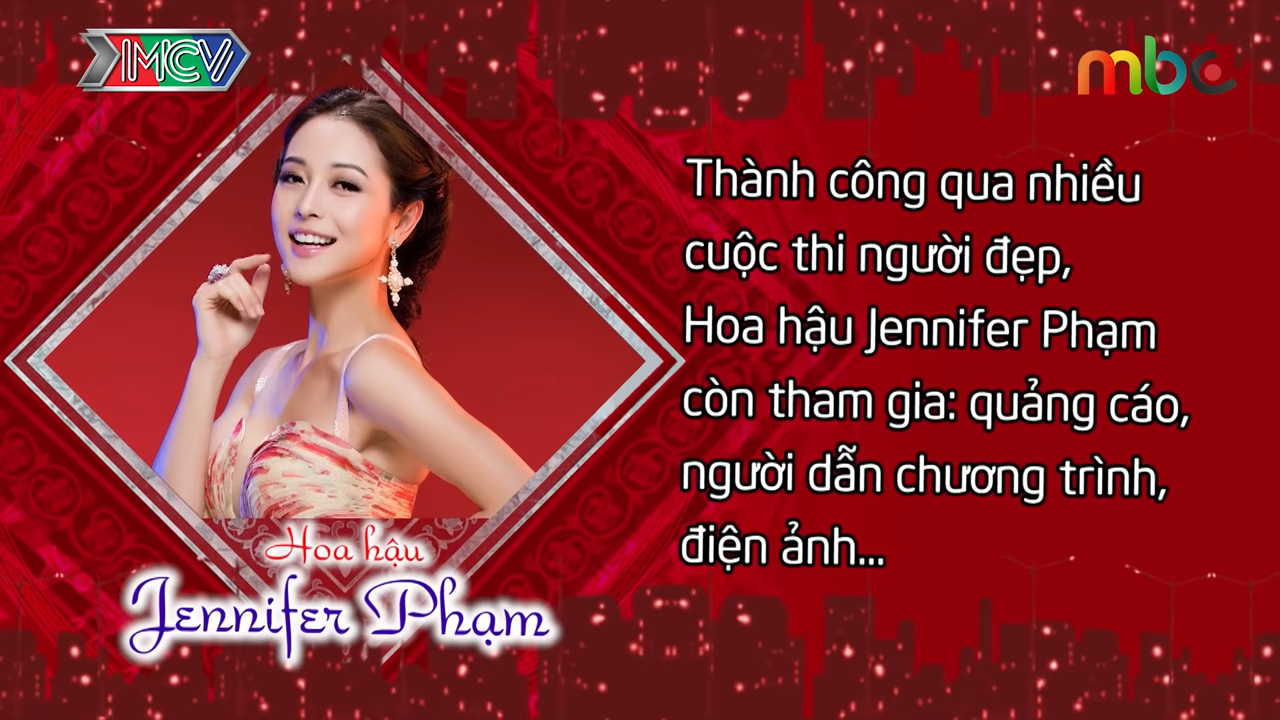 MCV
mbc
Thành công qua nhiều
cuộc thi người đẹp,
Hoa hậu Jennifer Phạm
còn tham gia: quảng cáo,
người dẫn chương trình,
điện ảnh...
Hoa hậu
Jennifer Phạm